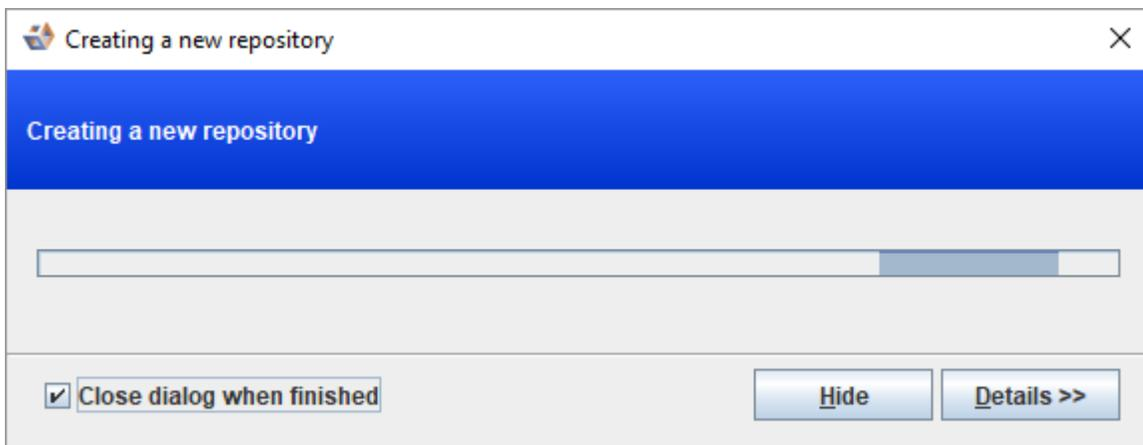 Creating a new repository
Creating a new repository
Close dialog when finished
Hide
Details >>